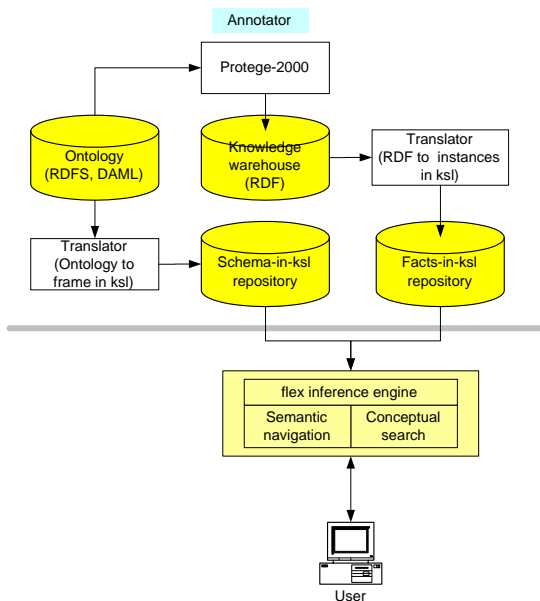 Annotator
Protege-2000
Ontology
(RDFS, DAML)
Knowledge
warehouse
(RDF)
Translator
(RDF to instances
in ksl)
Translator
(Ontology to
frame in ksl)
Schema-in-ksl
repository
Facts-in-ksl
repository
flex inference engine
Semantic
navigation
Conceptual
search
User